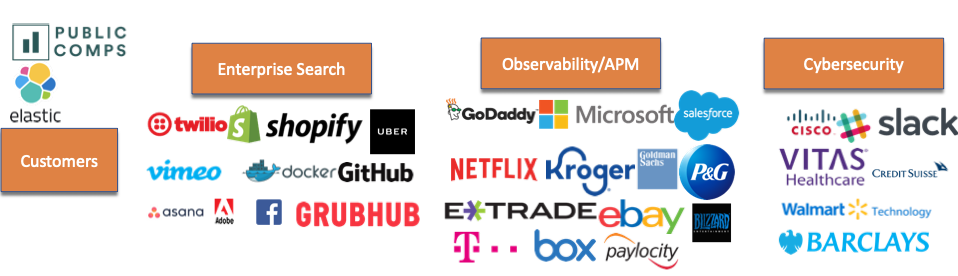 PUBLIC
COMPS
elastic
Customers
Enterprise Search
twilio
shopify
UBER
vimeo
docker
GitHub
asana
Adobe
GRUBHUB
Observability/APM
GoDaddy
Microsoft
salesforce
NETFLIX
Kroger
Goldman
Sachs
P&G
E*TRADE
ebay
BLIZZARD
ENTERTAINMENT
T
box
paylocity
Cybersecurity
CISCO
slack
VITAS
Healthcare
CREDIT SUISSE
Walmart Technology
BARCLAYS